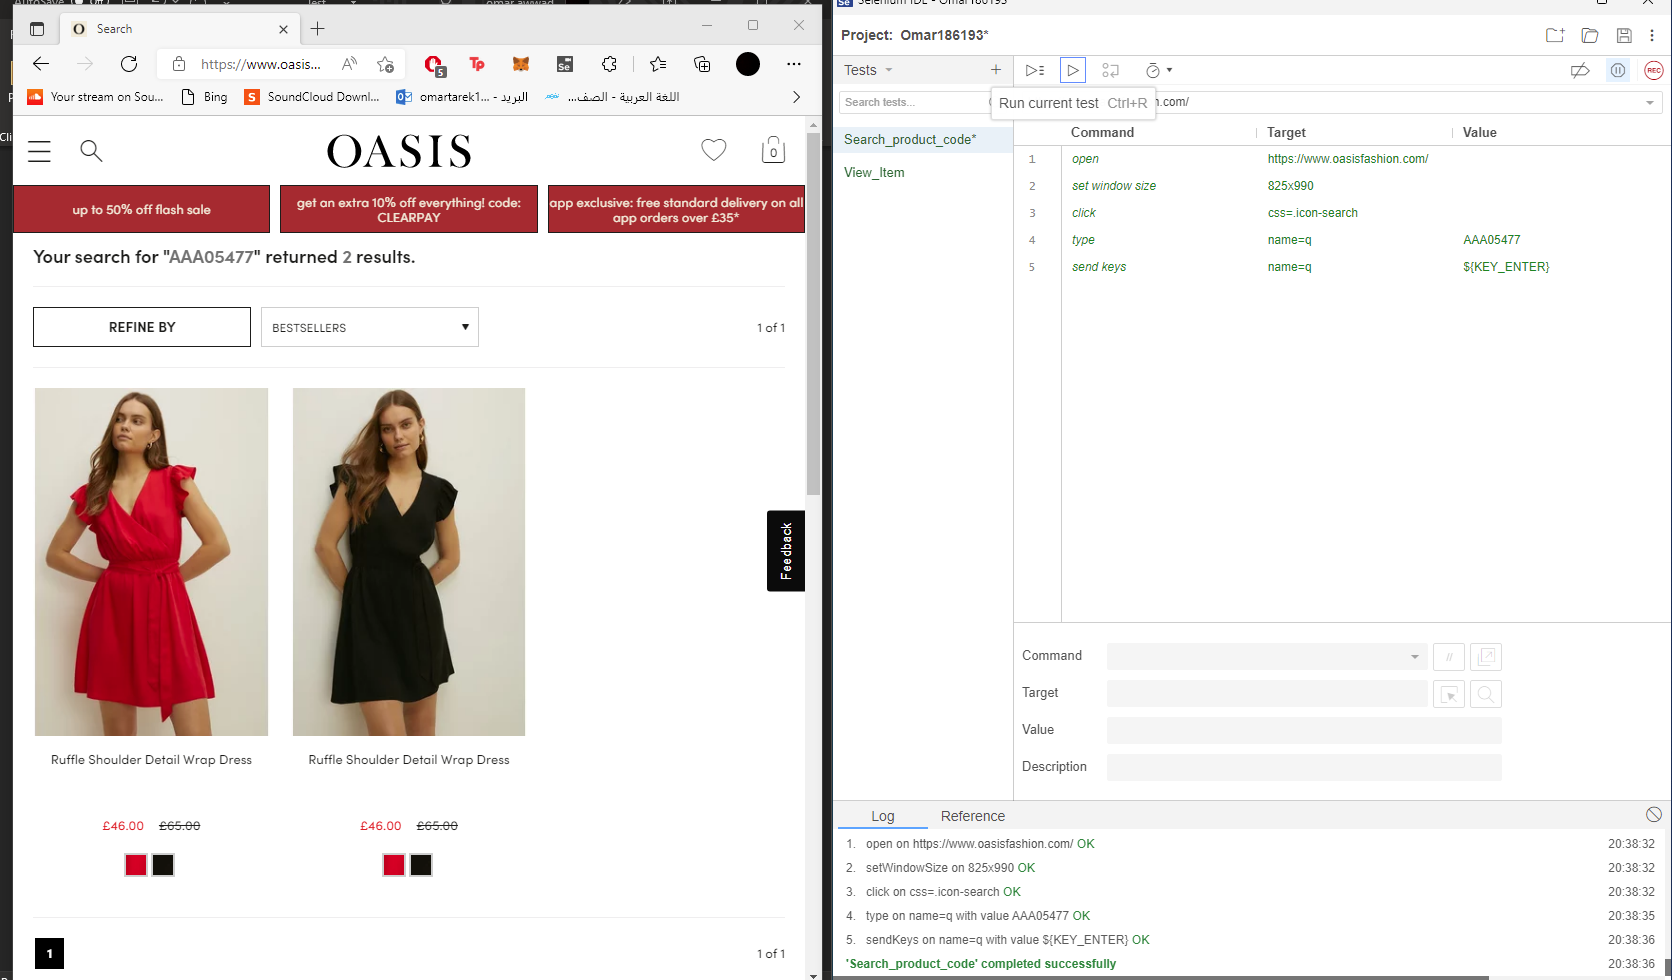 Search
https://www.oasis...
5
Your stream on Sou...
Bing
SoundCloud Downl...
omartarek1... - البريد
اللغة العربية - الصف...
OASIS
0
up to 50% off flash sale
get an extra 10% off everything! code:
CLEARPAY
app exclusive: free standard delivery on all
app orders over £35*
Your search for "AAA05477" returned 2 results.
REFINE BY
BESTSELLERS
1 of 1
Feedback
Ruffle Shoulder Detail Wrap Dress
£46.00 £65.00
Ruffle Shoulder Detail Wrap Dress
£46.00 £65.00
1
1 of 1
Selenium IDE - Omar186193*
Project: Omar186193*
Tests
REC
Search tests...
Run current test Ctrl+R
n.com/
Search_product_code*
View_Item
Command Target Value
1 open https://www.oasisfashion.com/
2 set window size 825x990
3 click css=.icon-search
4 type name=q AAA05477
5 send keys name=q ${KEY_ENTER}
Command
//
Target
Value
Description
Log Reference
1. open on https://www.oasisfashion.com/ OK 20:38:32
2. setWindowSize on 825x990 OK 20:38:32
3. click on css=.icon-search OK 20:38:32
4. type on name=q with value AAA05477 OK 20:38:35
5. sendKeys on name=q with value ${KEY_ENTER} OK 20:38:36
'Search_product_code' completed successfully 20:38:36